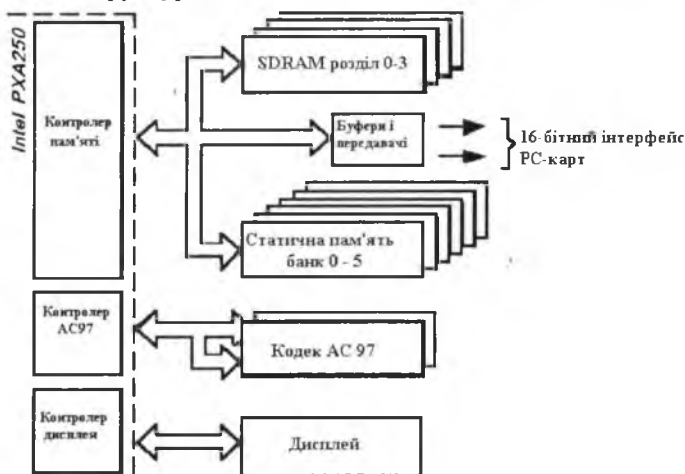 Intel PXA250
Контролер
пам'яті
SDRAM розділ 0-3
Буфери і
передавачі
16-бітний інтерфейс
PC-карт
Статична пам'ять
банк 0 - 5
Контролер
AC97
Кодек AC 97
Контролер
дисплея
Дисплей